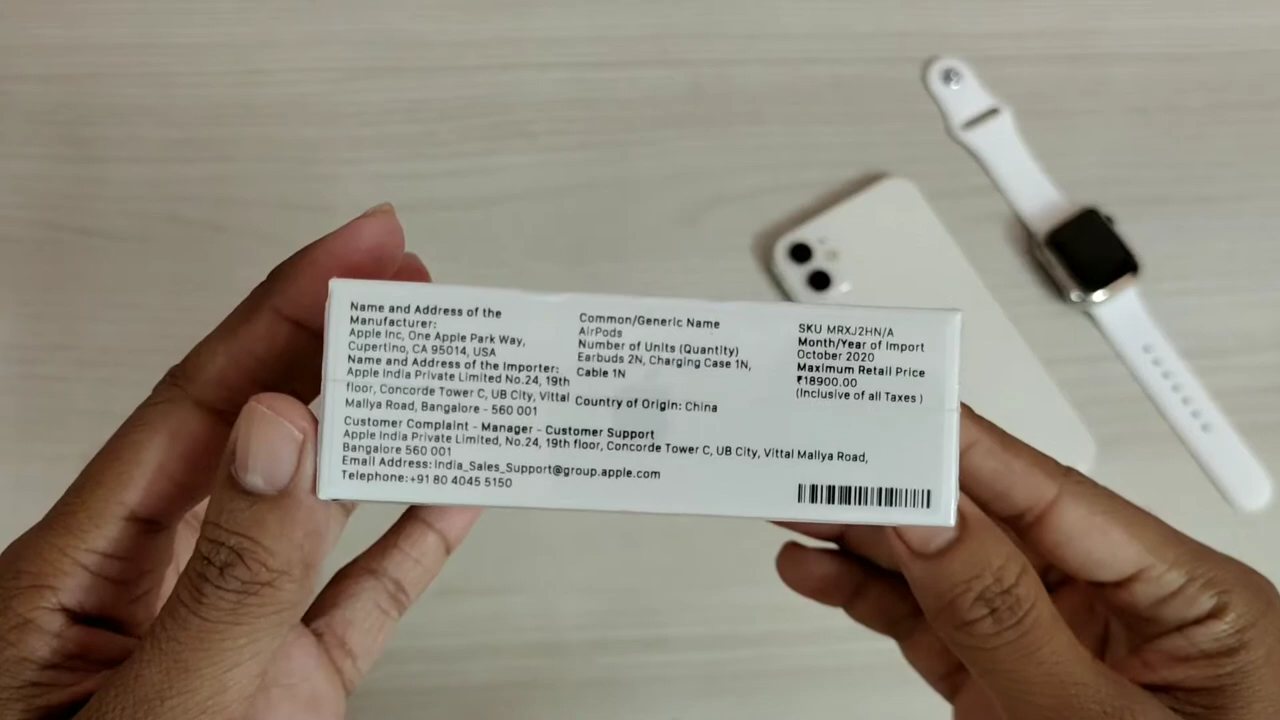 Name and Address of the
Manufacturer:
Apple Inc, One Apple Park Way,
Cupertino, CA 95014, USA
Name and Address of the Importer:
Apple India Private Limited No.24, 19th
floor, Concorde Tower C, UB City, Vittal
Mallya Road, Bangalore - 560 001
Common/Generic Name
AirPods
Number of Units (Quantity)
Earbuds 2N, Charging Case 1N,
Cable 1N
Country of Origin: China
SKU MRXJ2HN/A
Month/Year of Import
October 2020
Maximum Retail Price
₹18900.00
(Inclusive of all Taxes )
Customer Complaint - Manager - Customer Support
Apple India Private Limited, No.24, 19th floor, Concorde Tower C, UB City, Vittal Mallya Road,
Bangalore 560 001
Email Address: India_Sales_Support@group.apple.com
Telephone:+91 80 4045 5150